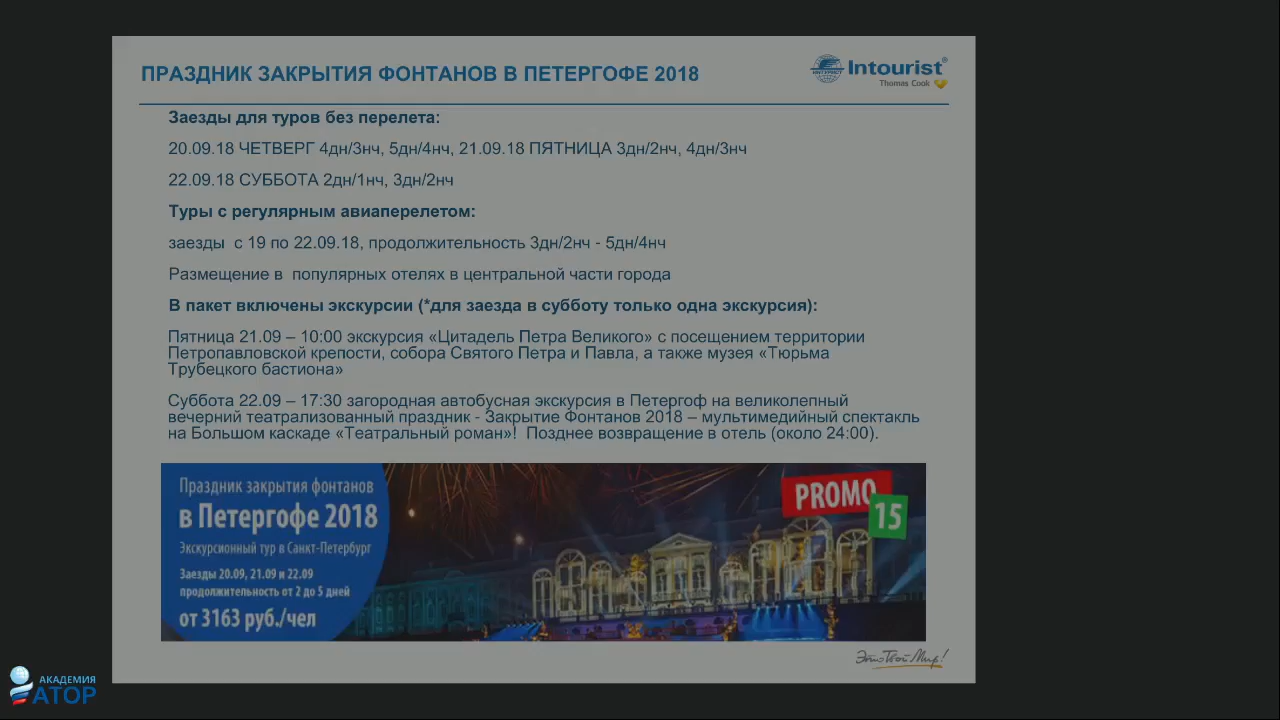 ПРАЗДНИК ЗАКРЫТИЯ ФОНТАНОВ В ПЕТЕРГОФЕ 2018
ИНТУРИСТ
Intourist®
Thomas Cook
Заезды для туров без перелета:
20.09.18 ЧЕТВЕРГ 4дн/3нч, 5дн/4нч, 21.09.18 ПЯТНИЦА 3дн/2нч, 4дн/3нч
22.09.18 СУББОТА 2дн/1нч, 3дн/2нч
Туры с регулярным авиаперелетом:
заезды с 19 по 22.09.18, продолжительность 3дн/2нч - 5дн/4нч
Размещение в популярных отелях в центральной части города
В пакет включены экскурсии (*для заезда в субботу только одна экскурсия):
Пятница 21.09 – 10:00 экскурсия «Цитадель Петра Великого» с посещением территории
Петропавловской крепости, собора Святого Петра и Павла, а также музея «Тюрьма
Трубецкого бастиона»
Суббота 22.09 – 17:30 загородная автобусная экскурсия в Петергоф на великолепный
вечерний театрализованный праздник - Закрытие Фонтанов 2018 – мультимедийный спектакль
на Большом каскаде «Театральный роман»! Позднее возвращение в отель (около 24:00).
Праздник закрытия фонтанов
в Петергофе 2018
Экскурсионный тур в Санкт-Петербург
Заезды 20.09, 21.09 и 22.09
продолжительность от 2 до 5 дней
от 3163 руб./чел
PROMO
15
Это Твой Мир!
АКАДЕМИЯ
АТОР